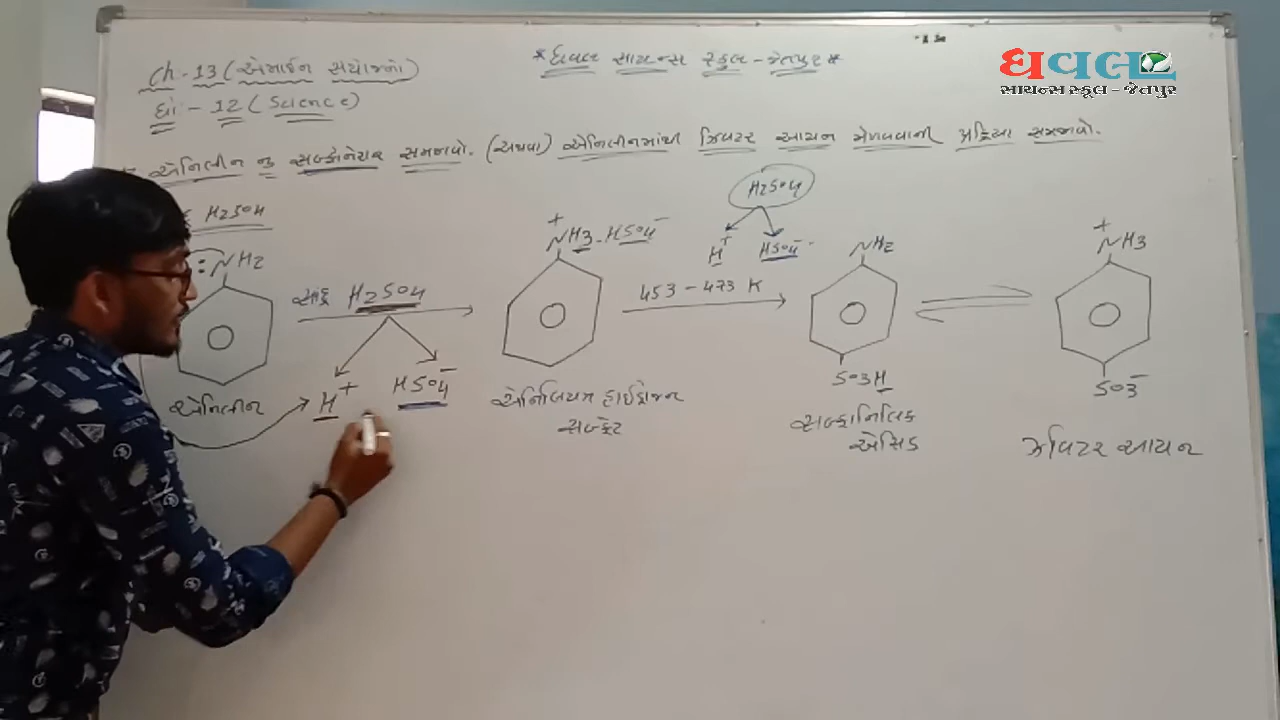 ધવલ
સાયન્સ સ્કૂલ - જેતપુર
* ધવલ સાયન્સ સ્કુલ - જેતપુર *
Ch - 13 (એમાઈન સંયોજનો)
ધો: - 12 (Science)
* એનિલીન નુ સલ્ફોનેશન સમજાવો. (અથવા) એનિલીનમાંથી ઝ્વિટર આયન મેળવવાની પ્રક્રિયા સમજાવો.
H2SO4
H2SO4
H+ HSO4-
:NH2
સાંદ્ર H2SO4
H+ HSO4-
એનિલીન
+NH3.HSO4-
એનિલિયમ હાઈડ્રોજન
સલ્ફેટ
453 - 473 K
NH2
SO3H
સલ્ફાનિલિક
એસિડ
+NH3
SO3-
ઝ્વિટર આયન